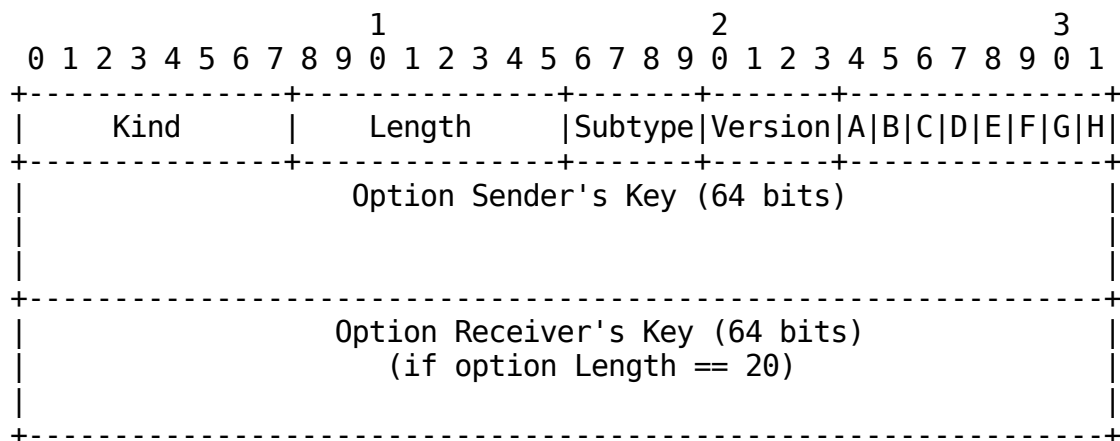 1                   2                   3
 0 1 2 3 4 5 6 7 8 9 0 1 2 3 4 5 6 7 8 9 0 1 2 3 4 5 6 7 8 9 0 1
+---------------+---------------+-------+-------+---------------+
|     Kind      |    Length     |Subtype|Version|A|B|C|D|E|F|G|H|
+---------------+---------------+-------+-------+---------------+
|                   Option Sender's Key (64 bits)               |
|                                                               |
|                                                               |
+---------------------------------------------------------------+
|                  Option Receiver's Key (64 bits)              |
|                     (if option Length == 20)                  |
|                                                               |
+---------------------------------------------------------------+